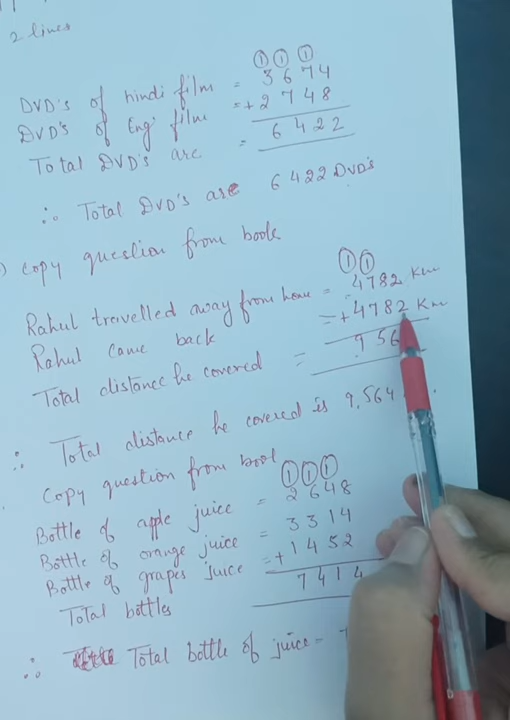 2 lines
① ① ①
DVD's of hindi film = 3674
DVD's of Eng' film = + 2748
Total DVD's are = 6422
∴ Total DVD's are 6422 DVD's
) Copy question from book
① ①
Rahul travelled away from home = 4782 Km
Rahul came back = + 4782 Km
Total distance he covered = 956
∴ Total distance he covered is 9,564
Copy question from book
① ① ①
Bottle of apple juice = 2648
Bottle of orange juice = 3314
Bottle of grapes juice = + 1452
Total bottles 7414
∴ Total bottle of juice =